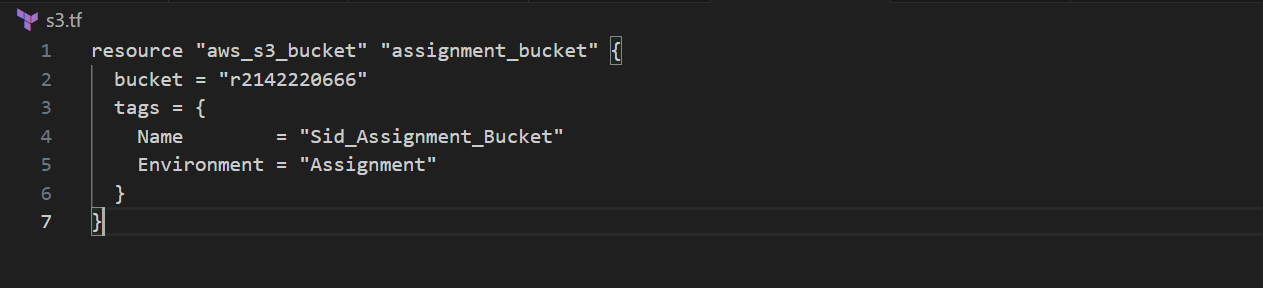 s3.tf
1 resource "aws_s3_bucket" "assignment_bucket" {
2   bucket = "r2142220666"
3   tags = {
4     Name        = "Sid_Assignment_Bucket"
5     Environment = "Assignment"
6   }
7 }